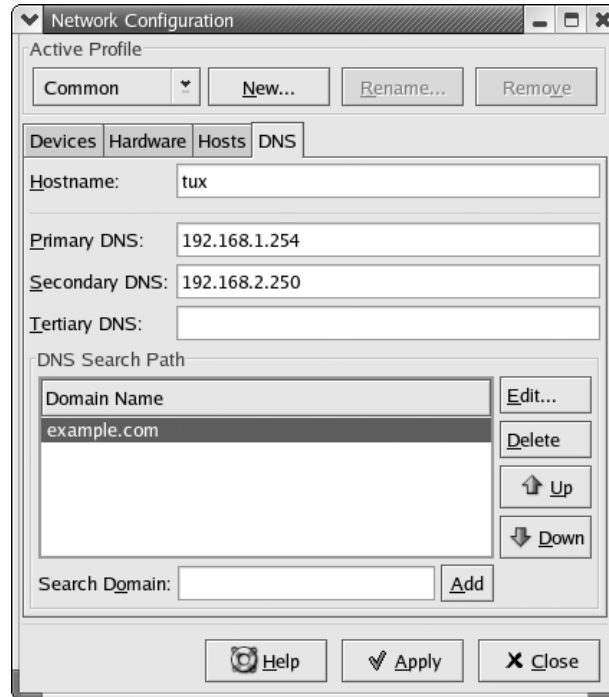 Network Configuration
Active Profile
Common New... Rename... Remove
Devices Hardware Hosts DNS
Hostname: tux
Primary DNS: 192.168.1.254
Secondary DNS: 192.168.2.250
Tertiary DNS:
DNS Search Path
Domain Name
example.com
Edit...
Delete
Up
Down
Search Domain: Add
Help Apply Close